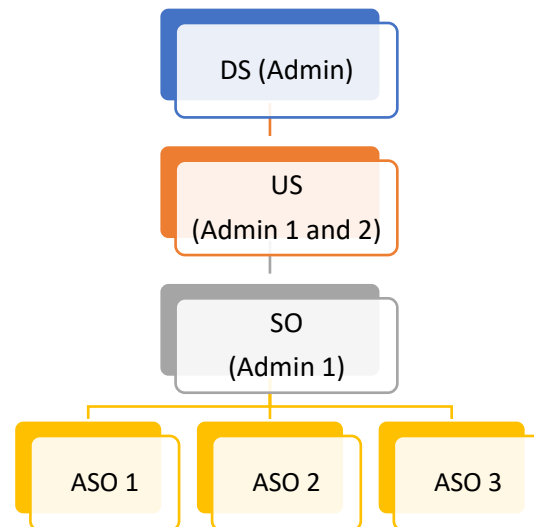 DS (Admin)
US
(Admin 1 and 2)
SO
(Admin 1)
ASO 1
ASO 2
ASO 3